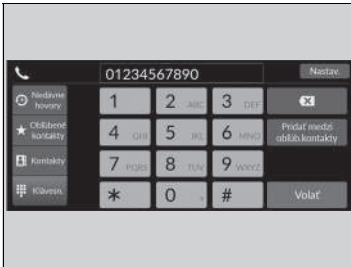 01234567890
Nastav.
Nedávne
hovory
1
2 ABC
3 DEF
Obľúbené
kontakty
4 GHI
5 JKL
6 MNO
Pridať medzi
obľúb.kontakty
Kontakty
7 PQRS
8 TUV
9 WXYZ
Klávesn.
*
0
#
Volať